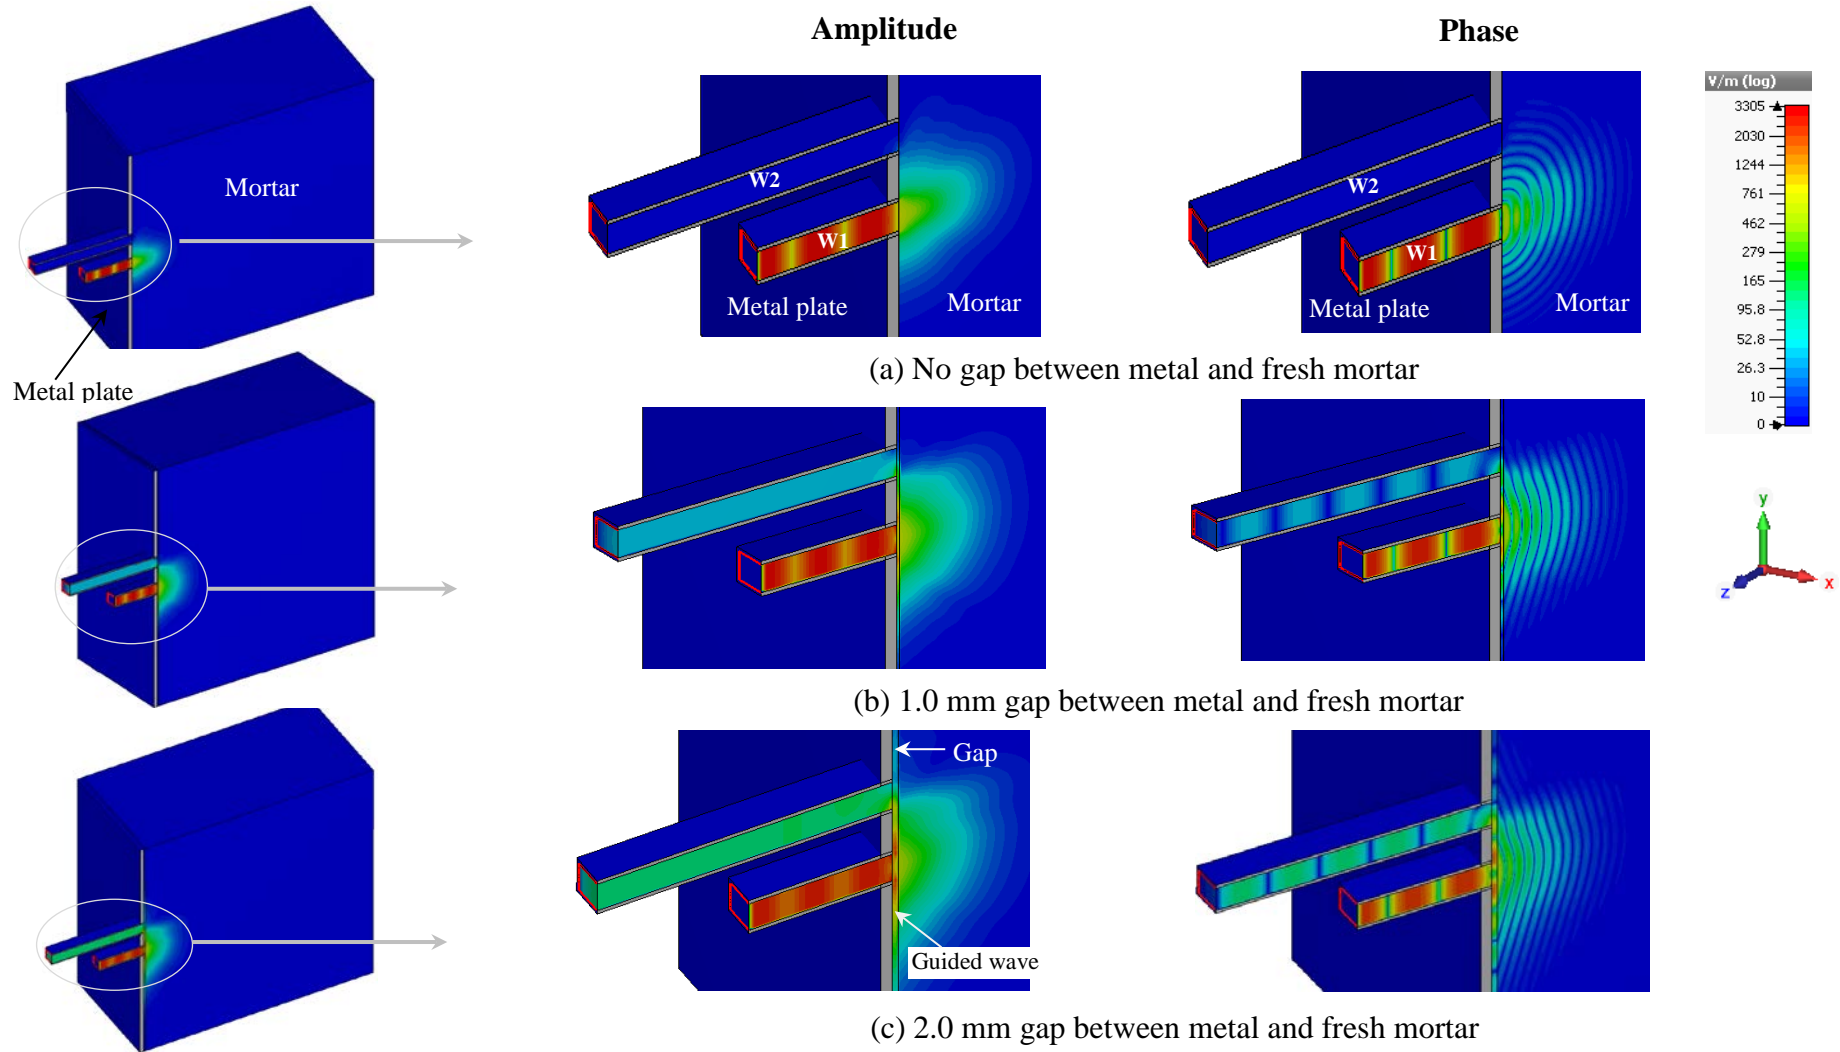 Amplitude
Phase
V/m (log)
3305
2030
1244
761
462
279
165
95.8
52.8
26.3
10
0
Mortar
Metal plate
W2
W1
Metal plate
Mortar
W2
W1
Metal plate
Mortar
(a) No gap between metal and fresh mortar
y
z
x
(b) 1.0 mm gap between metal and fresh mortar
Gap
Guided wave
(c) 2.0 mm gap between metal and fresh mortar